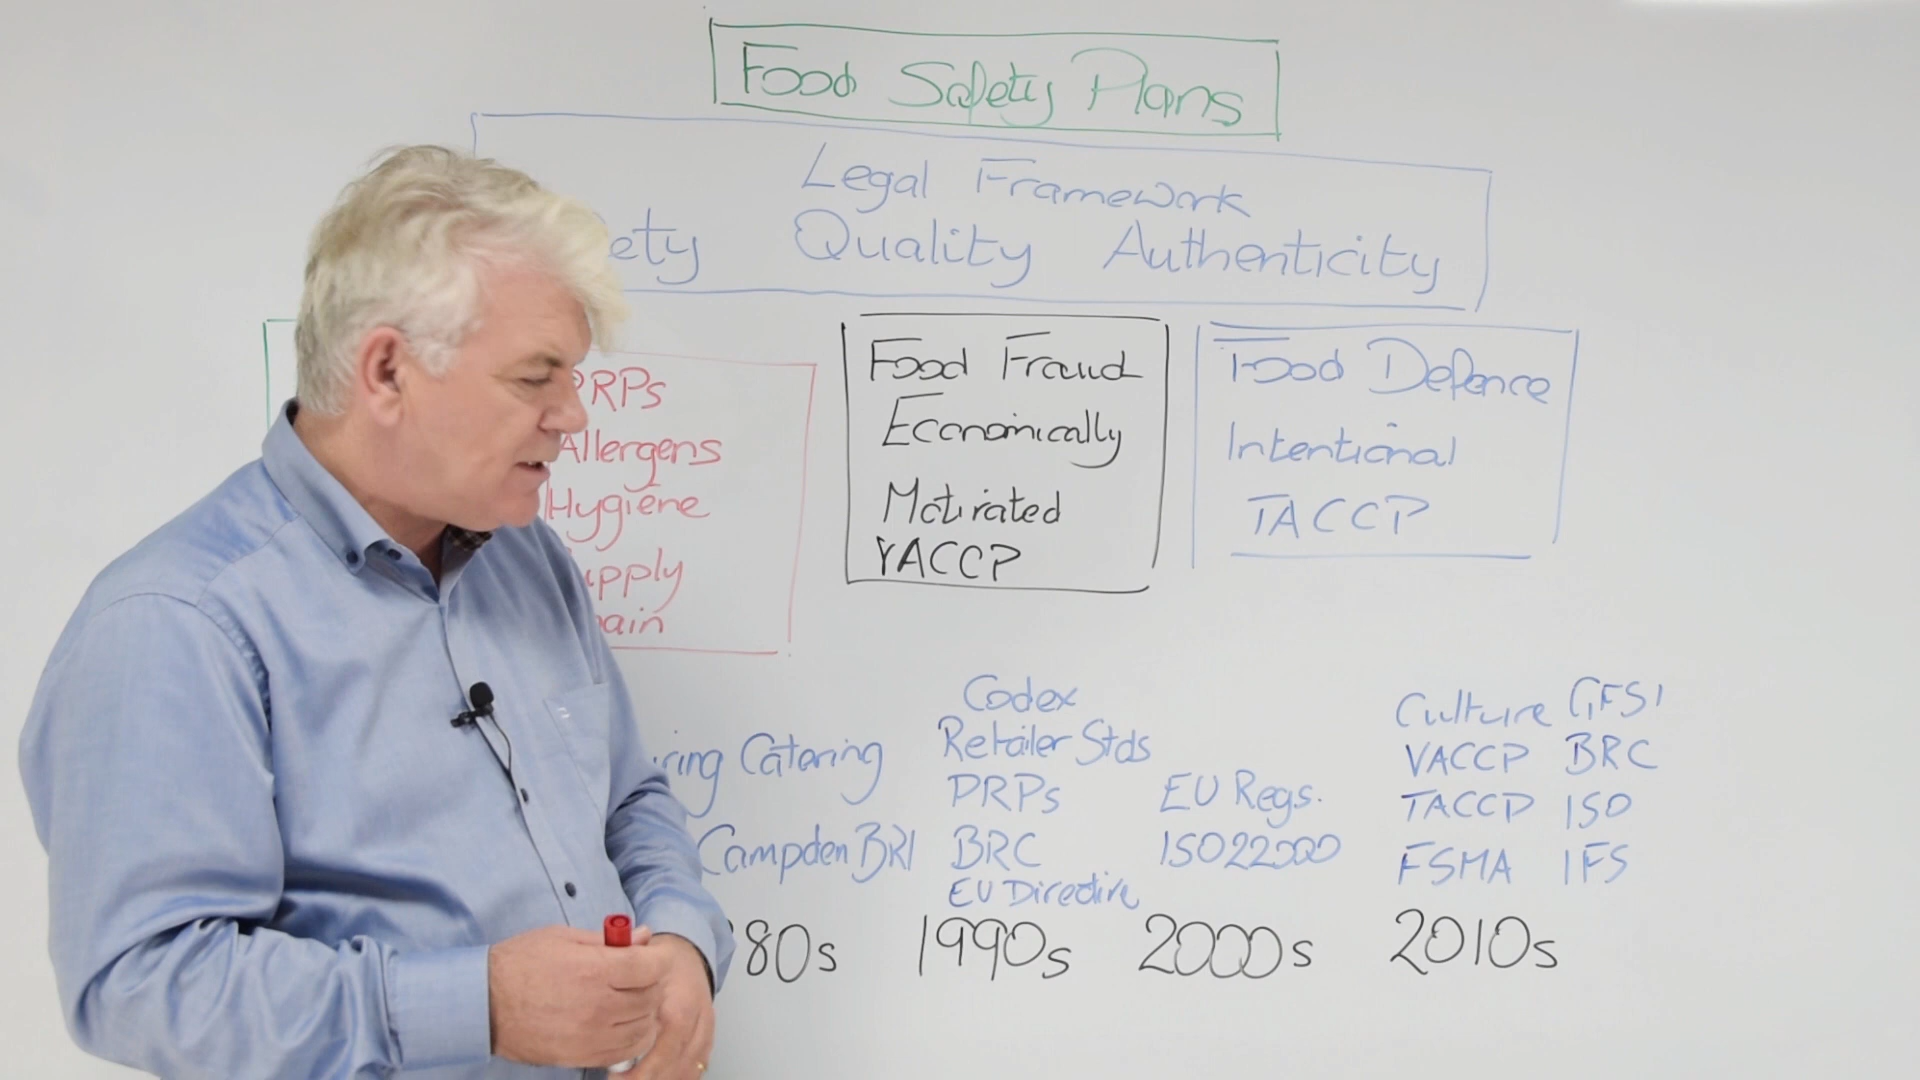 Food Safety Plans
Legal Framework
ety Quality Authenticity
PRPs
Allergens
Hygiene
upply
ain
Food Fraud
Economically
Motivated
VACCP
Food Defence
Intentional
TACCP
ring Catering
Campden BRI
80s
Codex
Retailer Stds
PRPs
BRC
EU Directive
1990s
EU Regs.
ISO22000
2000s
Culture GFSI
VACCP BRC
TACCP ISO
FSMA IFS
2010s